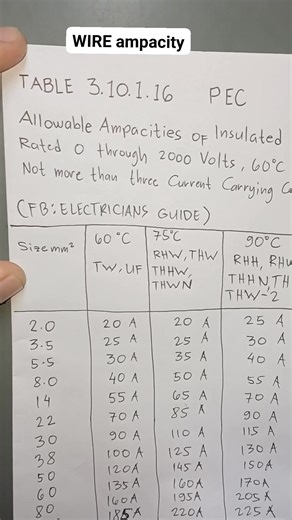 WIRE ampacity
TABLE 3.10.1.16 PEC
Allowable Ampacities OF Insulated
Rated 0 through 2000 Volts, 60°C
Not more than three Current Carrying
(FB: ELECTRICIANS GUIDE)
Size mm² 60°C 75°C 90°C
TW, UF RHW, THW RHH, RHW
THHW, THHN, TH
THWN THW-2
2.0 20 A 20 A 25 A
3.5 25 A 25 A 30 A
5.5 30 A 35 A 40 A
8.0 40 A 50 A 55 A
14 55 A 65 A 70 A
22 70 A 85 A 90 A
30 90 A 110 A 115 A
38 100 A 125 A 130 A
50 120 A 145 A 150 A
60 135 A 160 A 170 A
80 160 A 195 A 205 A
185 A 220 A 225 A